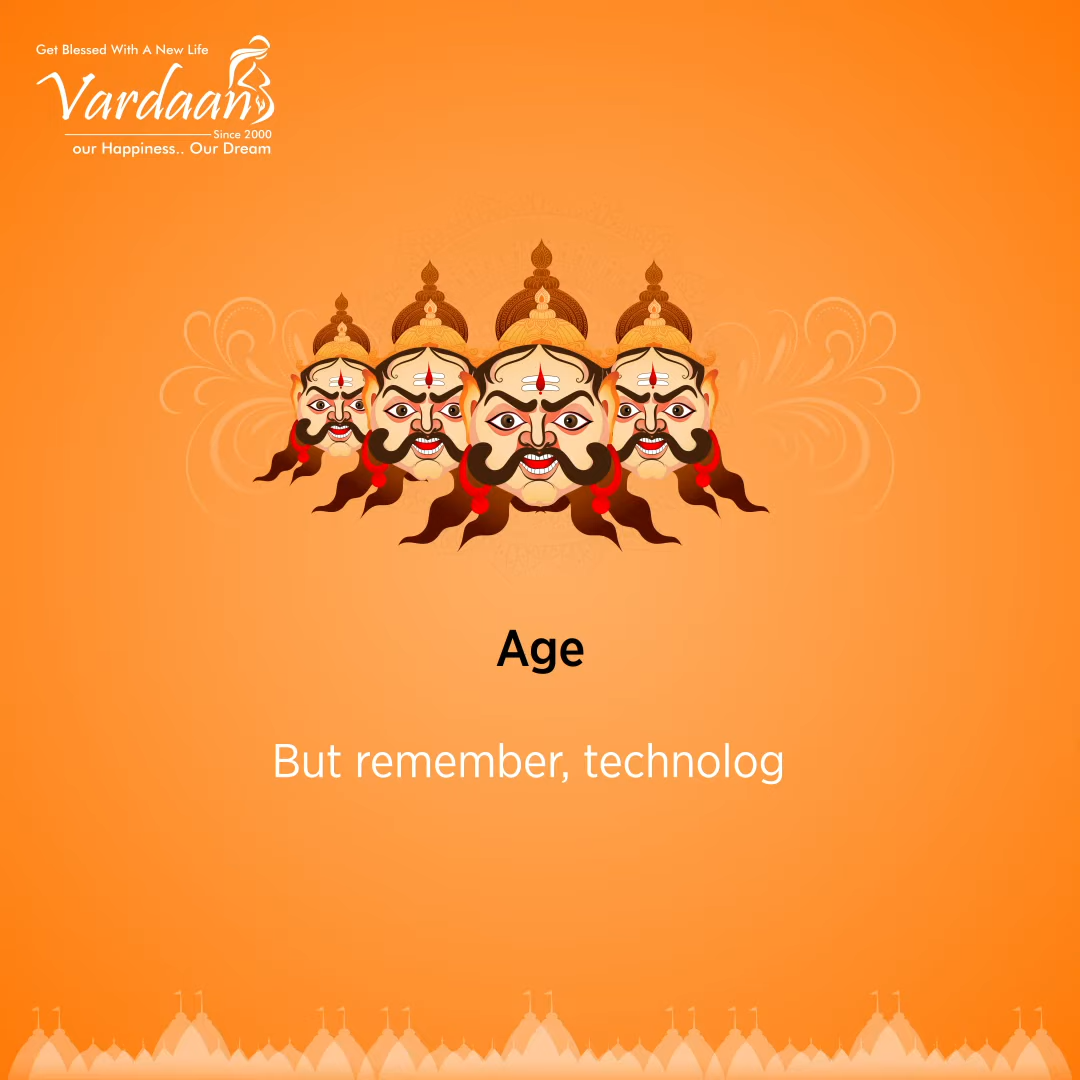 Get Blessed With A New Life
Vardaan
Since 2000
our Happiness.. Our Dream
Age
But remember, technolog